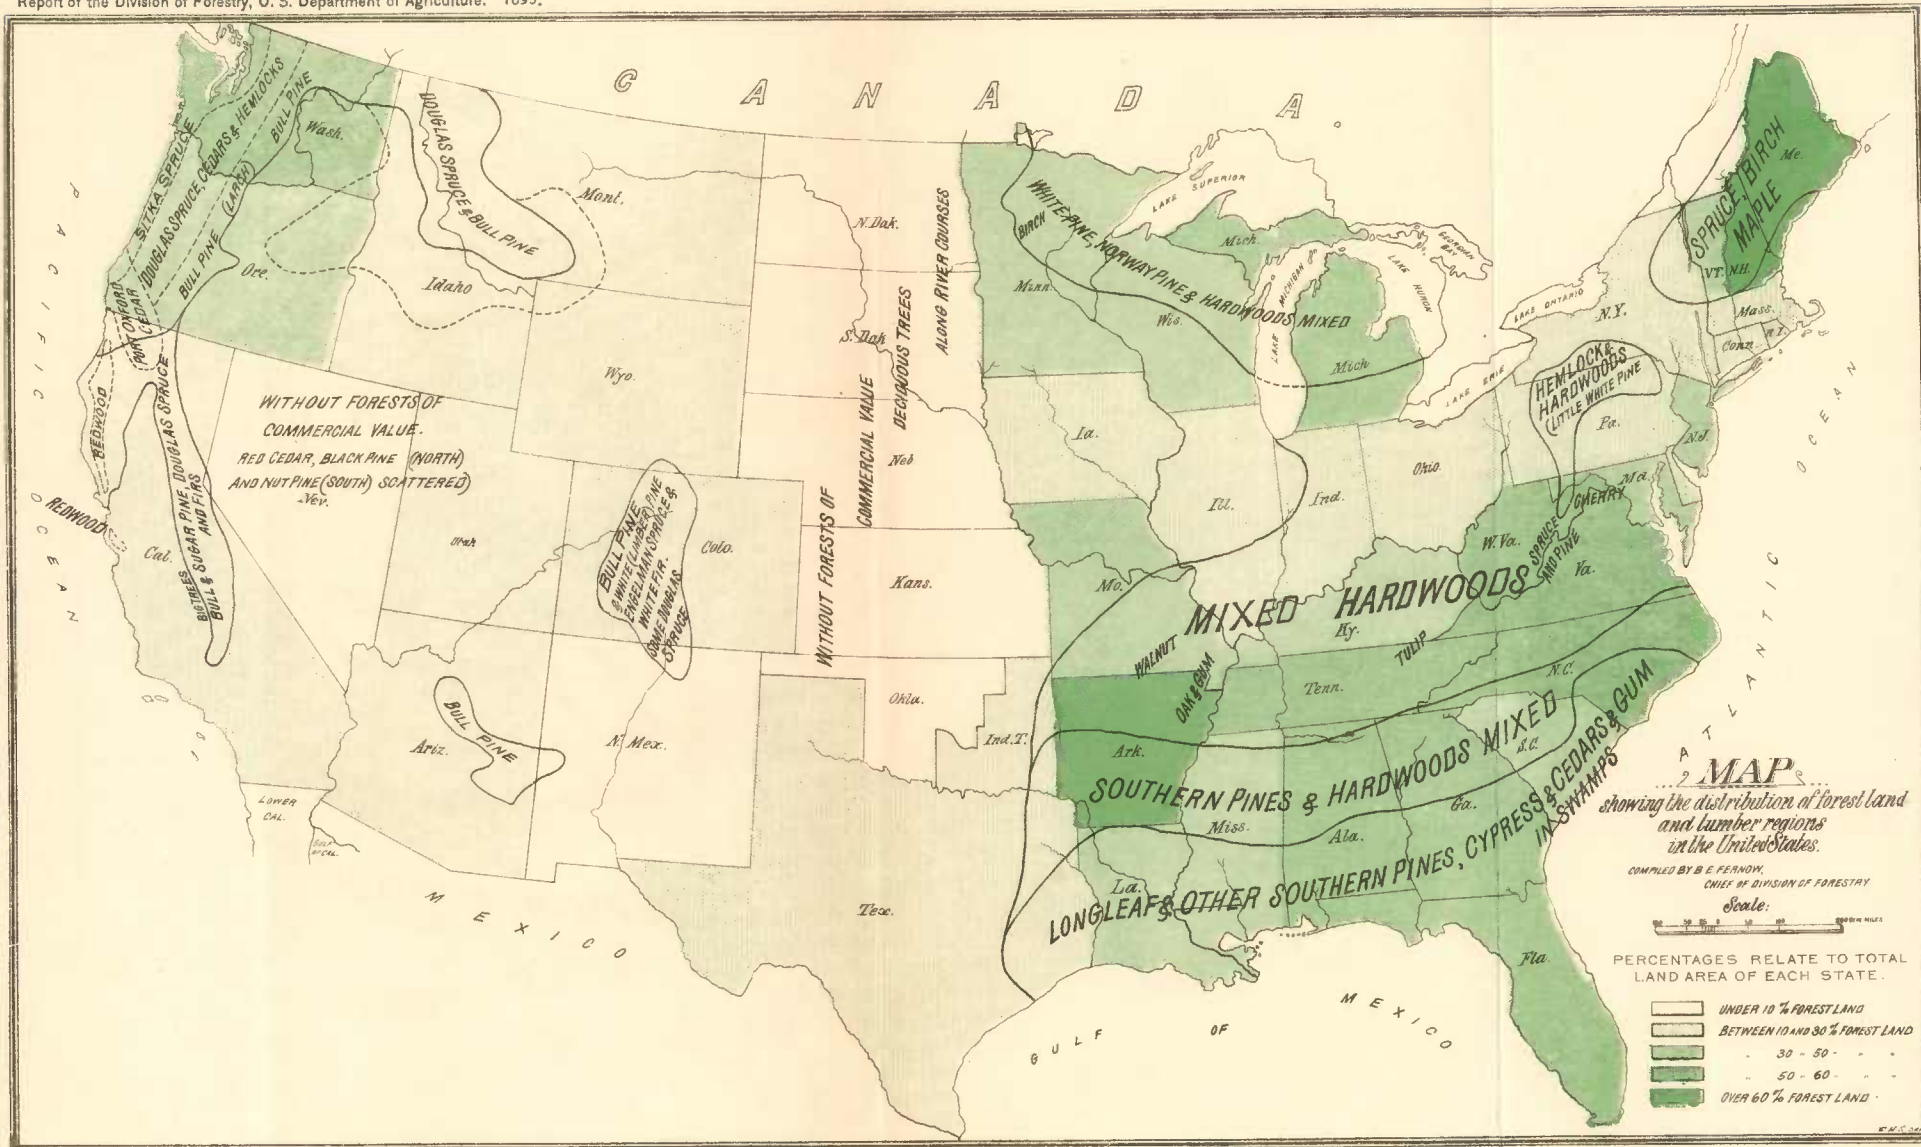 Report of the Division of Forestry, U. S. Department of Agriculture. 1893.
C A N A D A
PACIFIC OCEAN
SITKA SPRUCE
DOUGLAS SPRUCE, CEDARS & HEMLOCKS
BULL PINE
(LARCH)
BULL PINE
Wash.
DOUGLAS SPRUCE & BULL PINE
Mont.
PORT OXFORD
CEDAR
Ore.
Idaho
Wyo.
N. Dak.
S. Dak
Neb
Kans.
WITHOUT FORESTS OF
COMMERCIAL VALUE
DECIDUOUS TREES
ALONG RIVER COURSES
REDWOOD
REDWOOD
Cal.
BIG TREES
BULL & SUGAR PINE, DOUGLAS SPRUCE
AND FIRS
WITHOUT FORESTS OF
COMMERCIAL VALUE.
RED CEDAR, BLACK PINE (NORTH)
AND NUT PINE (SOUTH) SCATTERED)
Nev.
Utah
BULL PINE
& WHITE (LIMBER) PINE
ENGELMAN SPRUCE &
WHITE FIR.
SOME DOUGLAS
SPRUCE
Colo.
BULL PINE
Ariz.
N. Mex.
Okla.
Ind. T.
Tex.
LOWER
CAL.
GULF
OF CAL.
MEXICO
BIRCH
WHITE PINE, NORWAY PINE & HARDWOODS MIXED
Minn.
Wis.
Mich.
Mich
LAKE SUPERIOR
LAKE MICHIGAN
LAKE HURON
GEORGIAN
BAY
LAKE ERIE
LAKE ONTARIO
Ia.
Ill.
Ind.
Ohio
Mo.
SPRUCE, BIRCH
MAPLE
Me.
VT.
N.H.
Mass.
R.I.
Conn.
N.Y.
HEMLOCK &
HARDWOODS
(LITTLE WHITE PINE
Pa.
N.J.
Md.
CHERRY
SPRUCE
AND PINE
W. Va.
Va.
MIXED HARDWOODS
Ky.
WALNUT
OAK & GUM
TULIP
Tenn.
N.C.
Ark.
SOUTHERN PINES & HARDWOODS MIXED
S.C.
Miss.
Ala.
Ga.
La.
LONGLEAF & OTHER SOUTHERN PINES, CYPRESS & CEDARS & GUM
IN SWAMPS
Fla.
GULF OF MEXICO
ATLANTIC OCEAN
MAP
showing the distribution of forest land
and lumber regions
in the United States.
COMPILED BY B. E. FERNOW,
CHIEF OF DIVISION OF FORESTRY
Scale:
PERCENTAGES RELATE TO TOTAL
LAND AREA OF EACH STATE.
UNDER 10 % FOREST LAND
BETWEEN 10 AND 30 % FOREST LAND
" 30 - 50 - " "
" 50 - 60 - " "
OVER 60 % FOREST LAND